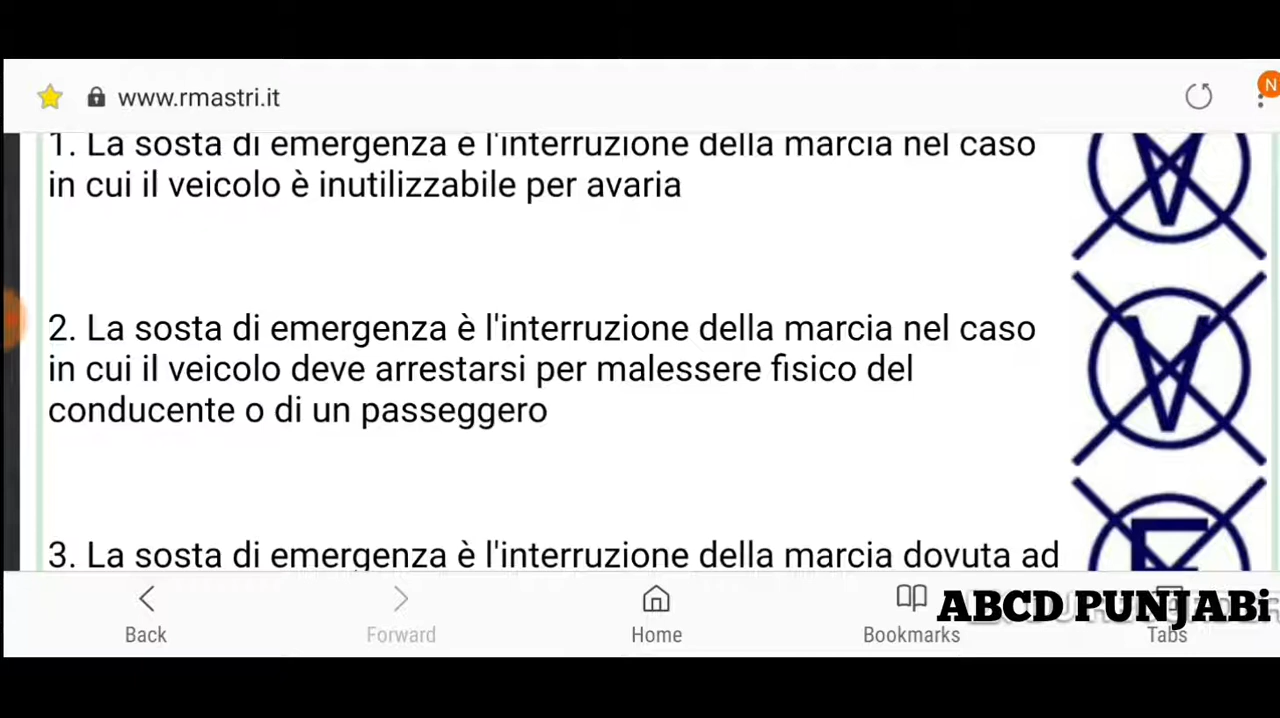 www.rmastri.it
N
1. La sosta di emergenza è l'interruzione della marcia nel caso
in cui il veicolo è inutilizzabile per avaria
V
2. La sosta di emergenza è l'interruzione della marcia nel caso
in cui il veicolo deve arrestarsi per malessere fisico del
conducente o di un passeggero
V
3. La sosta di emergenza è l'interruzione della marcia dovuta ad
F
ABCD PUNJABi
Back
Forward
Home
Bookmarks
Tabs